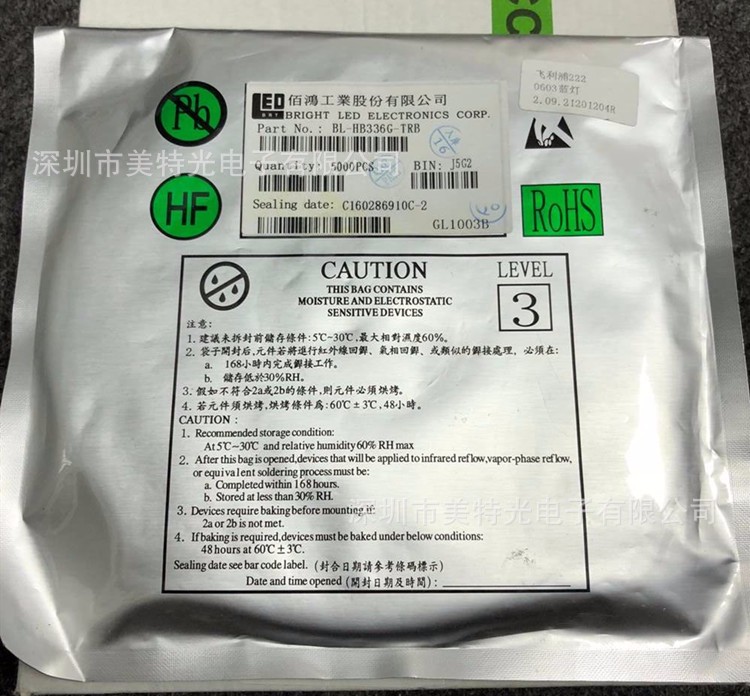 飞利浦222
0603蓝灯
2.09.21201204R
Pb
LED
BRT
佰鴻工業股份有限公司
BRIGHT LED ELECTRONICS CORP.
Part No.: BL-HB336G-TRB
深圳市美特光电子有限公司
Quantity: 5000PCS
BIN: J5G2
16
HF
Sealing date: C160286910C-2
GL1003B
RoHS
CAUTION
THIS BAG CONTAINS
MOISTURE AND ELECTROSTATIC
SENSITIVE DEVICES
LEVEL
3
注意:
1. 建議未拆封前儲存條件:5℃~30℃,最大相對濕度60%。
2. 袋子開封后,元件若將進行紅外線回銲、氣相回銲、或類似的銲接處理,必須在:
a. 168小時内完成銲接工作。
b. 儲存低於30%RH。
3. 假如不符合2a或2b的條件,則元件必須烘烤。
4. 若元件須烘烤,烘烤條件爲:60℃±3℃,48小時。
CAUTION :
1. Recommended storage condition:
At 5℃~30℃ and relative humidity 60% RH max
2. After this bag is opened,devices that will be applied to infrared reflow,vapor-phase reflow,
or equivalent soldering process must be:
a. Completed within 168 hours.
b. Stored at less than 30% RH.
深圳市美特光电子有限公司
3. Devices require baking before mounting,if:
2a or 2b is not met.
4. If baking is required,devices must be baked under below conditions:
48 hours at 60℃±3℃.
Sealing date see bar code label. (封合日期請參考條碼標示)
Date and time opened (開封日期及時間):